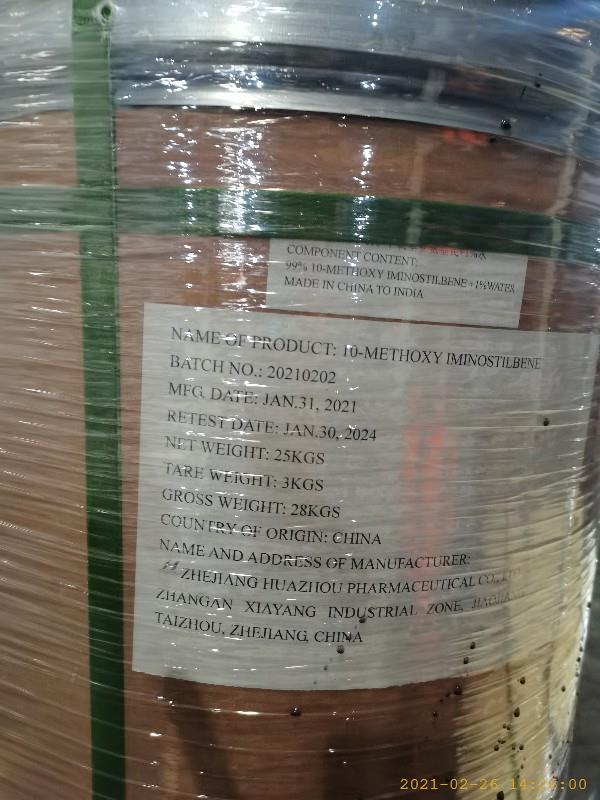 COMPONENT CONTENT:
99% 10-METHOXY IMINOSTILBENE+1%WATER
MADE IN CHINA TO INDIA
NAME OF PRODUCT: 10-METHOXY IMINOSTILBENE
BATCH NO.: 20210202
MFG. DATE: JAN.31, 2021
RETEST DATE: JAN.30, 2024
NET WEIGHT: 25KGS
TARE WEIGHT: 3KGS
GROSS WEIGHT: 28KGS
COUNTRY OF ORIGIN: CHINA
NAME AND ADDRESS OF MANUFACTURER:
ZHEJIANG HUAZHOU PHARMACEUTICAL
ZHANGAN XIAYANG INDUSTRIAL ZONE,
TAIZHOU, ZHEJIANG, CHINA
2021-02-26